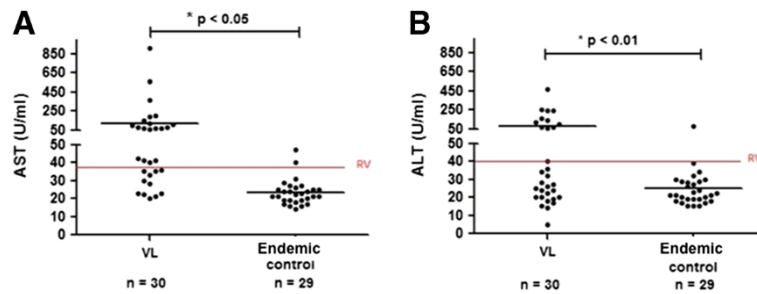 A
* p < 0.05
AST (U/ml)
850
650
450
250
50
50
40
30
20
10
0
RV
VL
Endemic
control
n = 30
n = 29
B
* p < 0.01
ALT (U/ml)
850
650
450
250
50
50
40
30
20
10
0
RV
VL
Endemic
control
n = 30
n = 29